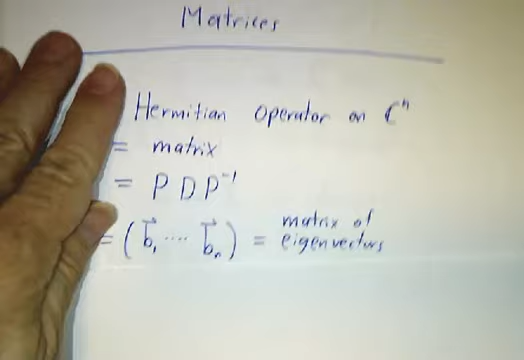 Matrices
Hermitian operator on ℂⁿ
= matrix
= P D P⁻¹
= (b⃗₁ .... b⃗ₙ) = matrix of eigenvectors